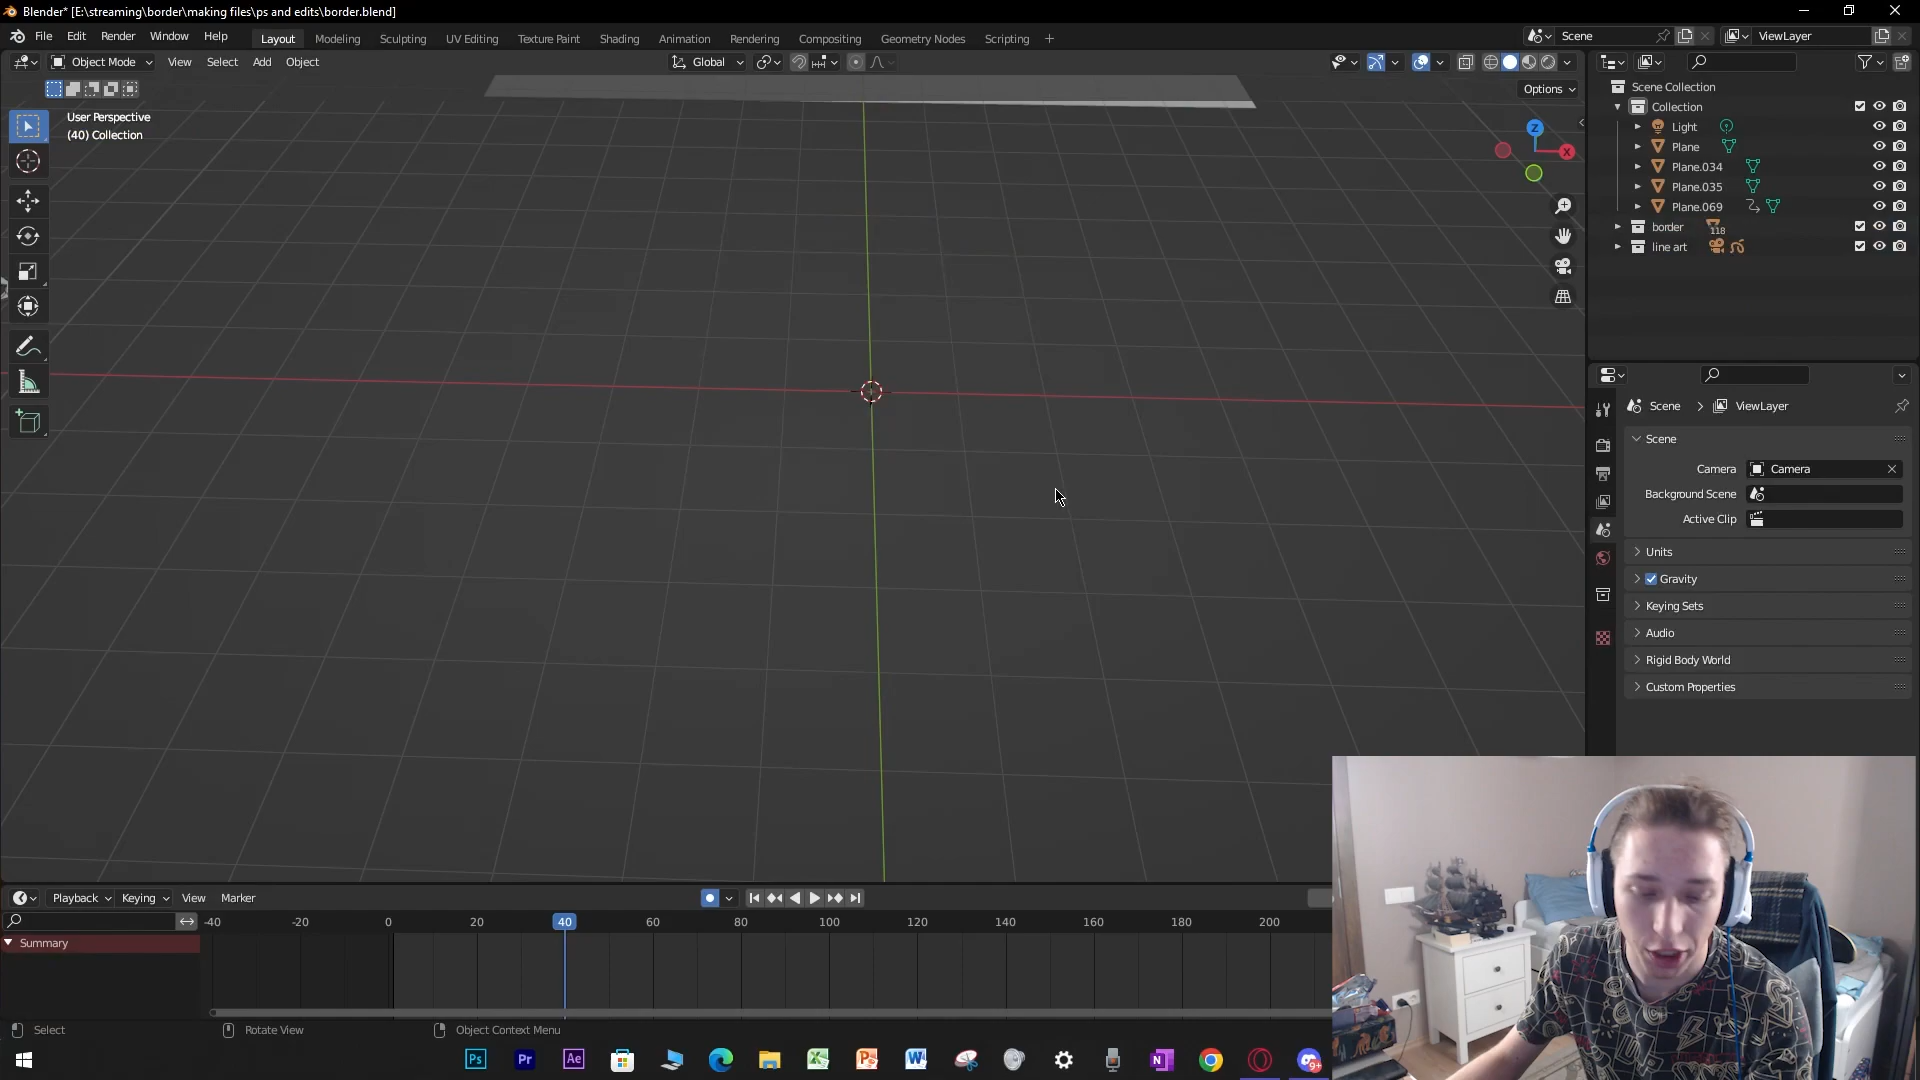 Blender* [E:\streaming\border\making files\ps and edits\border.blend]
File Edit Render Window Help Layout Modeling Sculpting UV Editing Texture Paint Shading Animation Rendering Compositing Geometry Nodes Scripting + Scene ViewLayer
Object Mode View Select Add Object Global
Options
User Perspective
(40) Collection
Z
X
Scene Collection
Collection
Light
Plane
Plane.034
Plane.035
Plane.069
border 118
line art
Scene > ViewLayer
Scene
Camera Camera
Background Scene
Active Clip
Units
Gravity
Keying Sets
Audio
Rigid Body World
Custom Properties
Playback Keying View Marker
-40 -20 0 20 40 60 80 100 120 140 160 180 200
Summary
Select Rotate View Object Context Menu
Ps Pr Ae